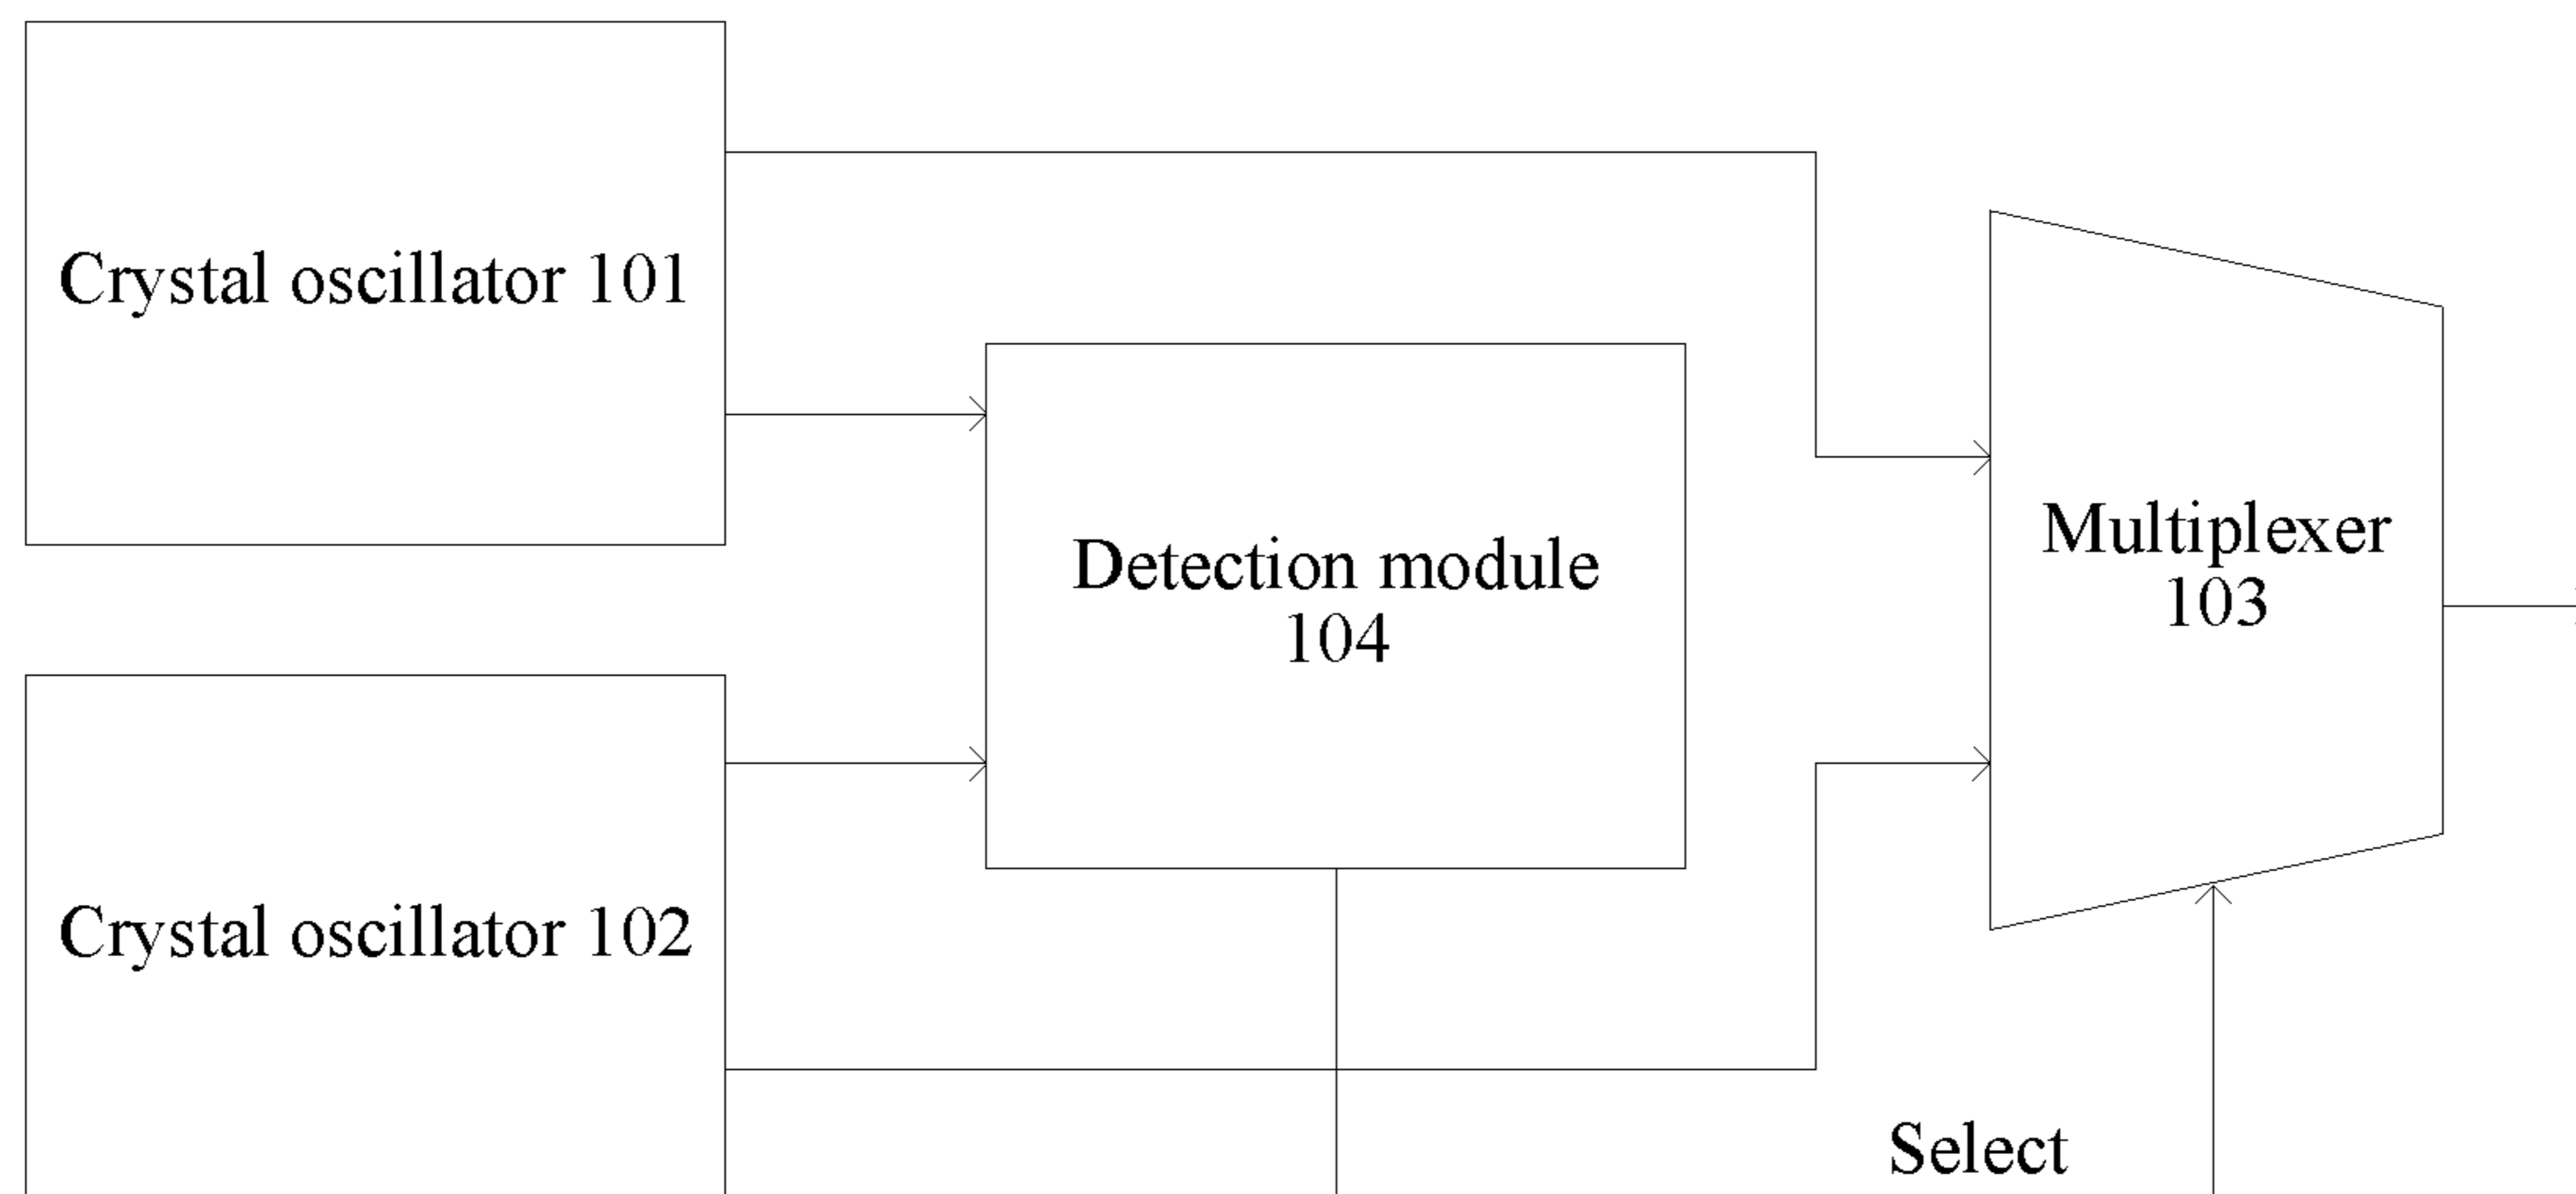 Crystal oscillator 101
Detection module
104
Multiplexer
103
Crystal oscillator 102
Select